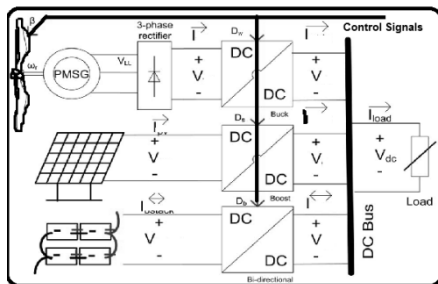 3-phase
rectifier
Control Signals
β
I
Dw
I
DC
PMSG
ωr
VLL
+
V
-
+
V
-
DC
Buck
Ds
DC
+
V
-
+
V
-
DC
Boost
Iload
+
Vdc
-
Load
DC Bus
Db
I
DC
+
V
-
+
V
-
DC
Bi-directional